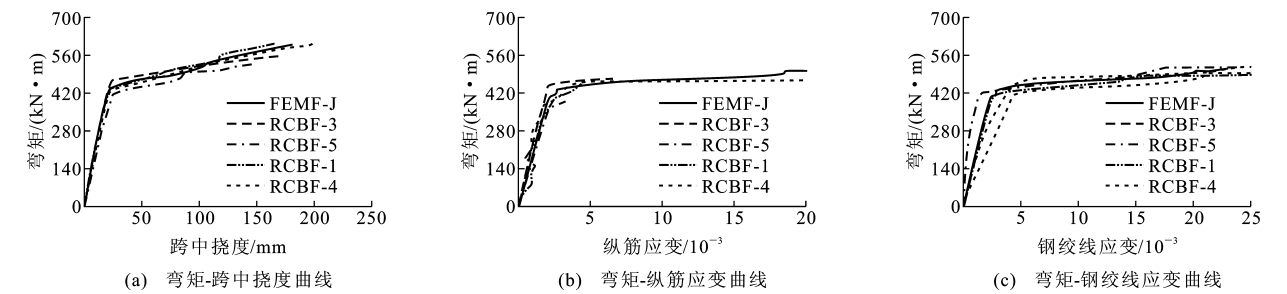 700
560
420
280
140
0
弯矩/(kN·m)
FEMF-J
RCBF-3
RCBF-5
RCBF-1
RCBF-4
50 100 150 200 250
跨中挠度/mm
(a) 弯矩-跨中挠度曲线
700
560
420
280
140
0
弯矩/(kN·m)
FEMF-J
RCBF-3
RCBF-5
RCBF-1
RCBF-4
5 10 15 20
纵筋应变/10⁻³
(b) 弯矩-纵筋应变曲线
700
560
420
280
140
0
弯矩/(kN·m)
FEMF-J
RCBF-3
RCBF-5
RCBF-1
RCBF-4
5 10 15 20 25
钢绞线应变/10⁻³
(c) 弯矩-钢绞线应变曲线